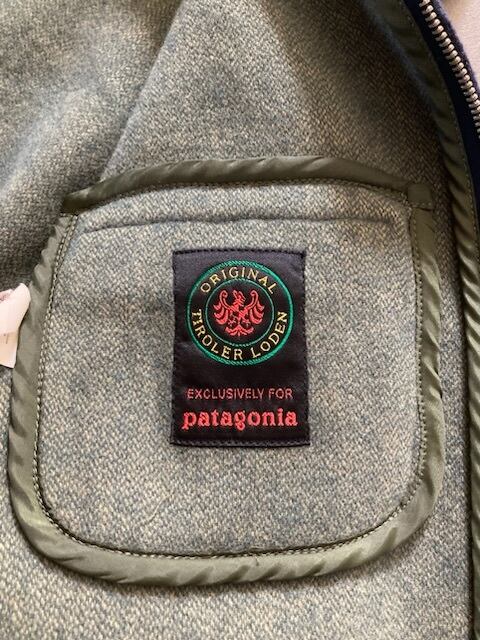 ORIGINAL
TIROLER LODEN
EXCLUSIVELY FOR
patagonia